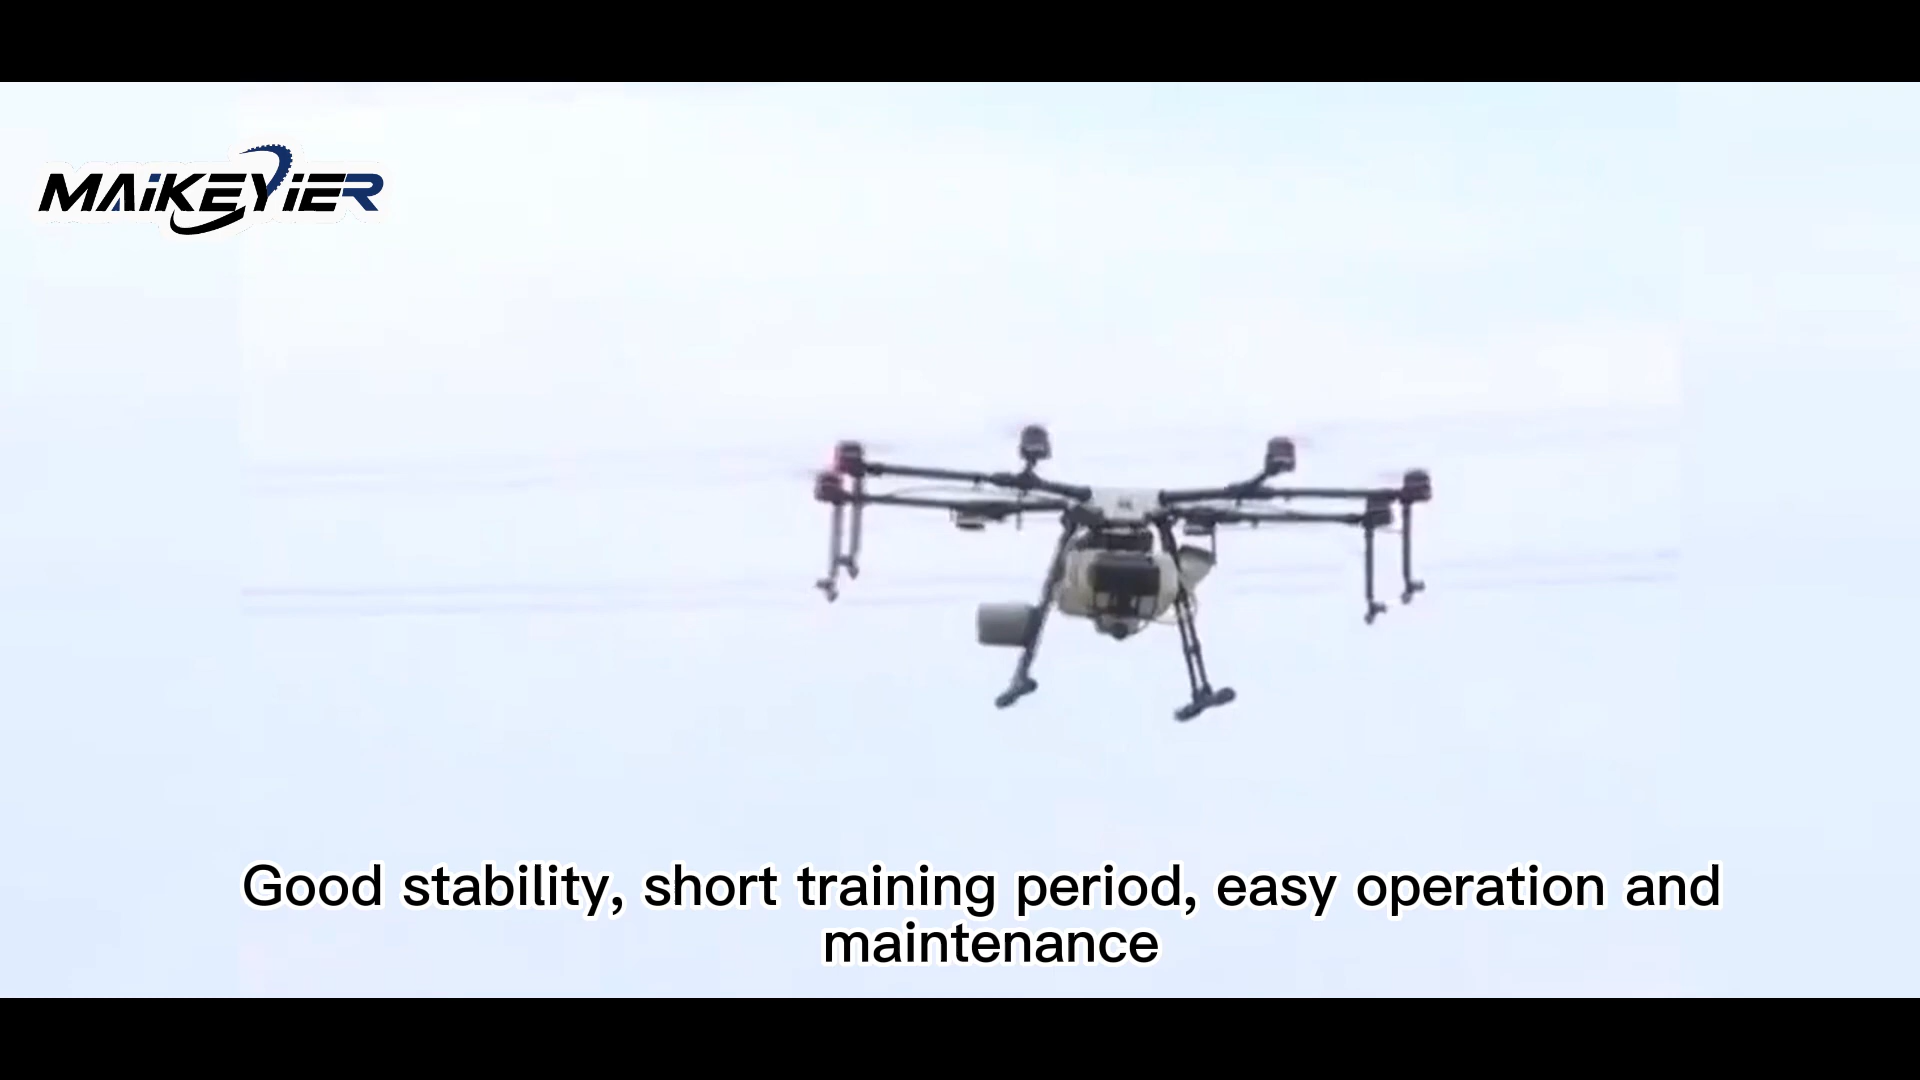 MAiKEYiER
Good stability, short training period, easy operation and
maintenance